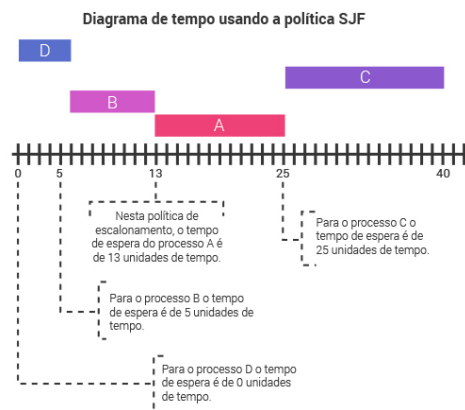 Diagrama de tempo usando a política SJF
D
C
B
A
0
5
13
25
40
Nesta política de
escalonamento, o tempo
de espera do processo A é
de 13 unidades de tempo.
Para o processo C o
tempo de espera é de
25 unidades de tempo.
Para o processo B o tempo
de espera é de 5 unidades de
tempo.
Para o processo D o tempo
de espera é de 0 unidades
de tempo.